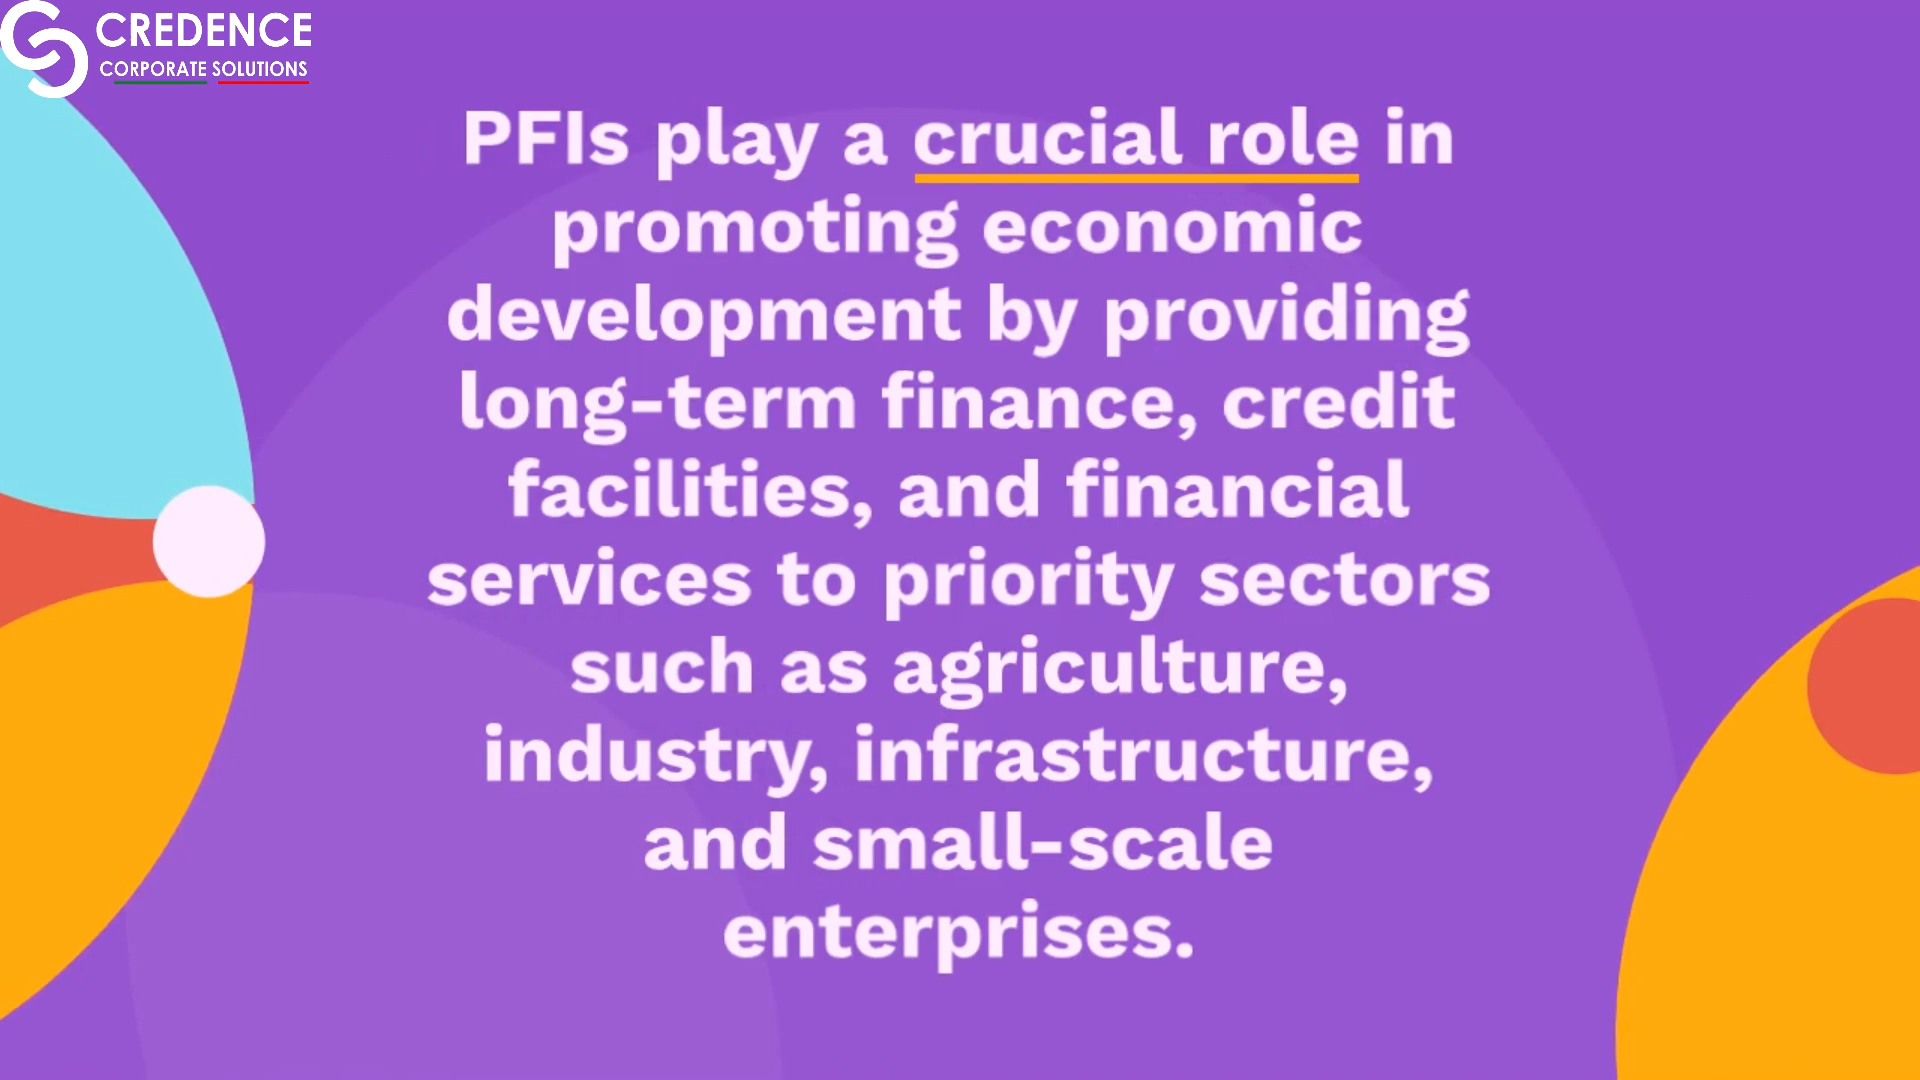 CREDENCE
CORPORATE SOLUTIONS
PFIs play a crucial role in
promoting economic
development by providing
long-term finance, credit
facilities, and financial
services to priority sectors
such as agriculture,
industry, infrastructure,
and small-scale
enterprises.